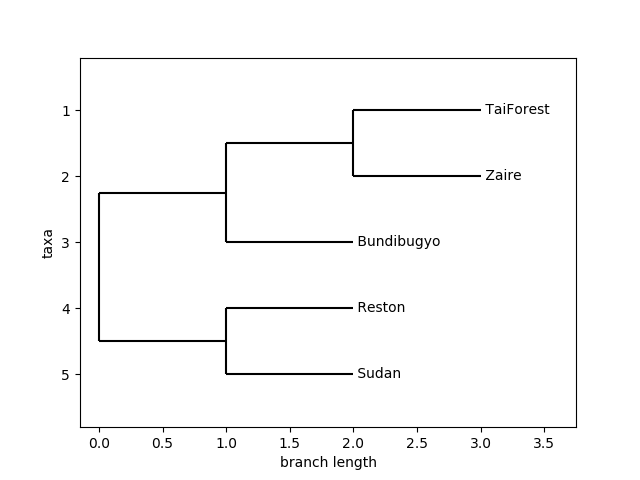 1
TaiForest
2
Zaire
3
Bundibugyo
4
Reston
5
Sudan
taxa
0.0 0.5 1.0 1.5 2.0 2.5 3.0 3.5
branch length